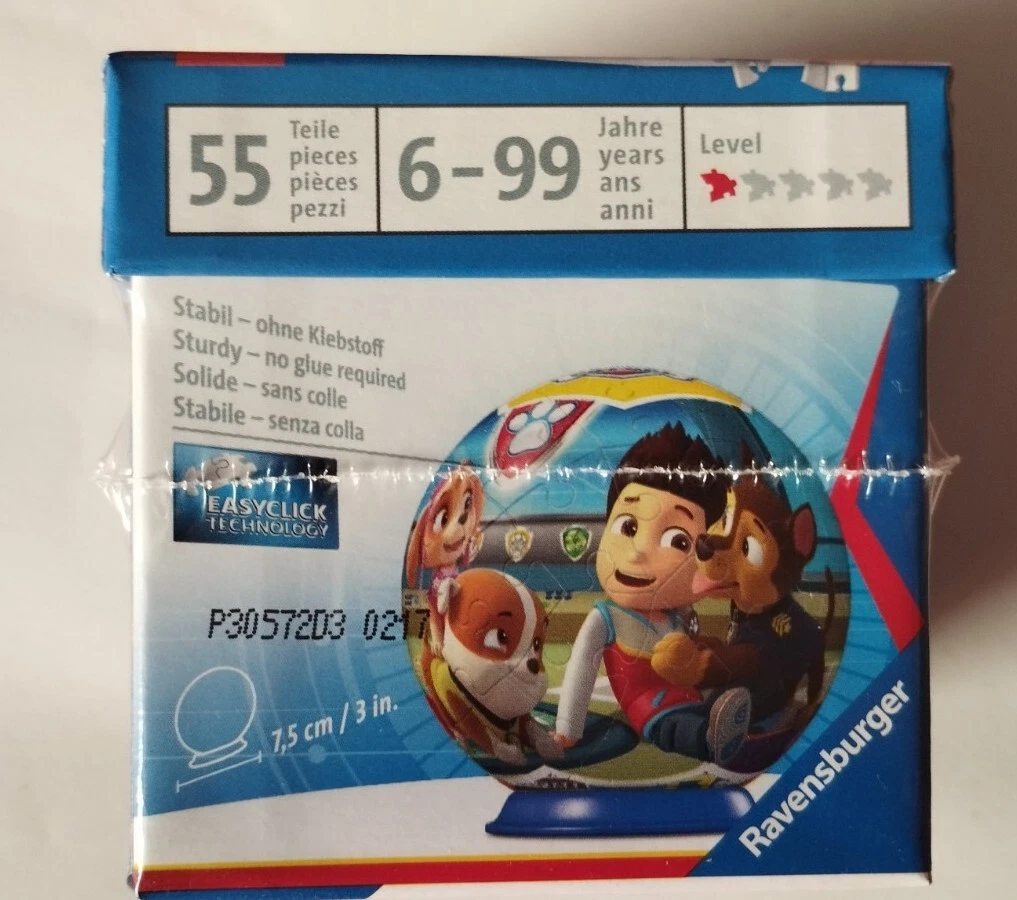 55
Teile
pieces
pièces
pezzi
6-99
Jahre
years
ans
anni
Level
Stabil – ohne Klebstoff
Sturdy – no glue required
Solide – sans colle
Stabile – senza colla
EASYCLICK
TECHNOLOGY
P30572D3 0217
7,5 cm / 3 in.
Ravensburger